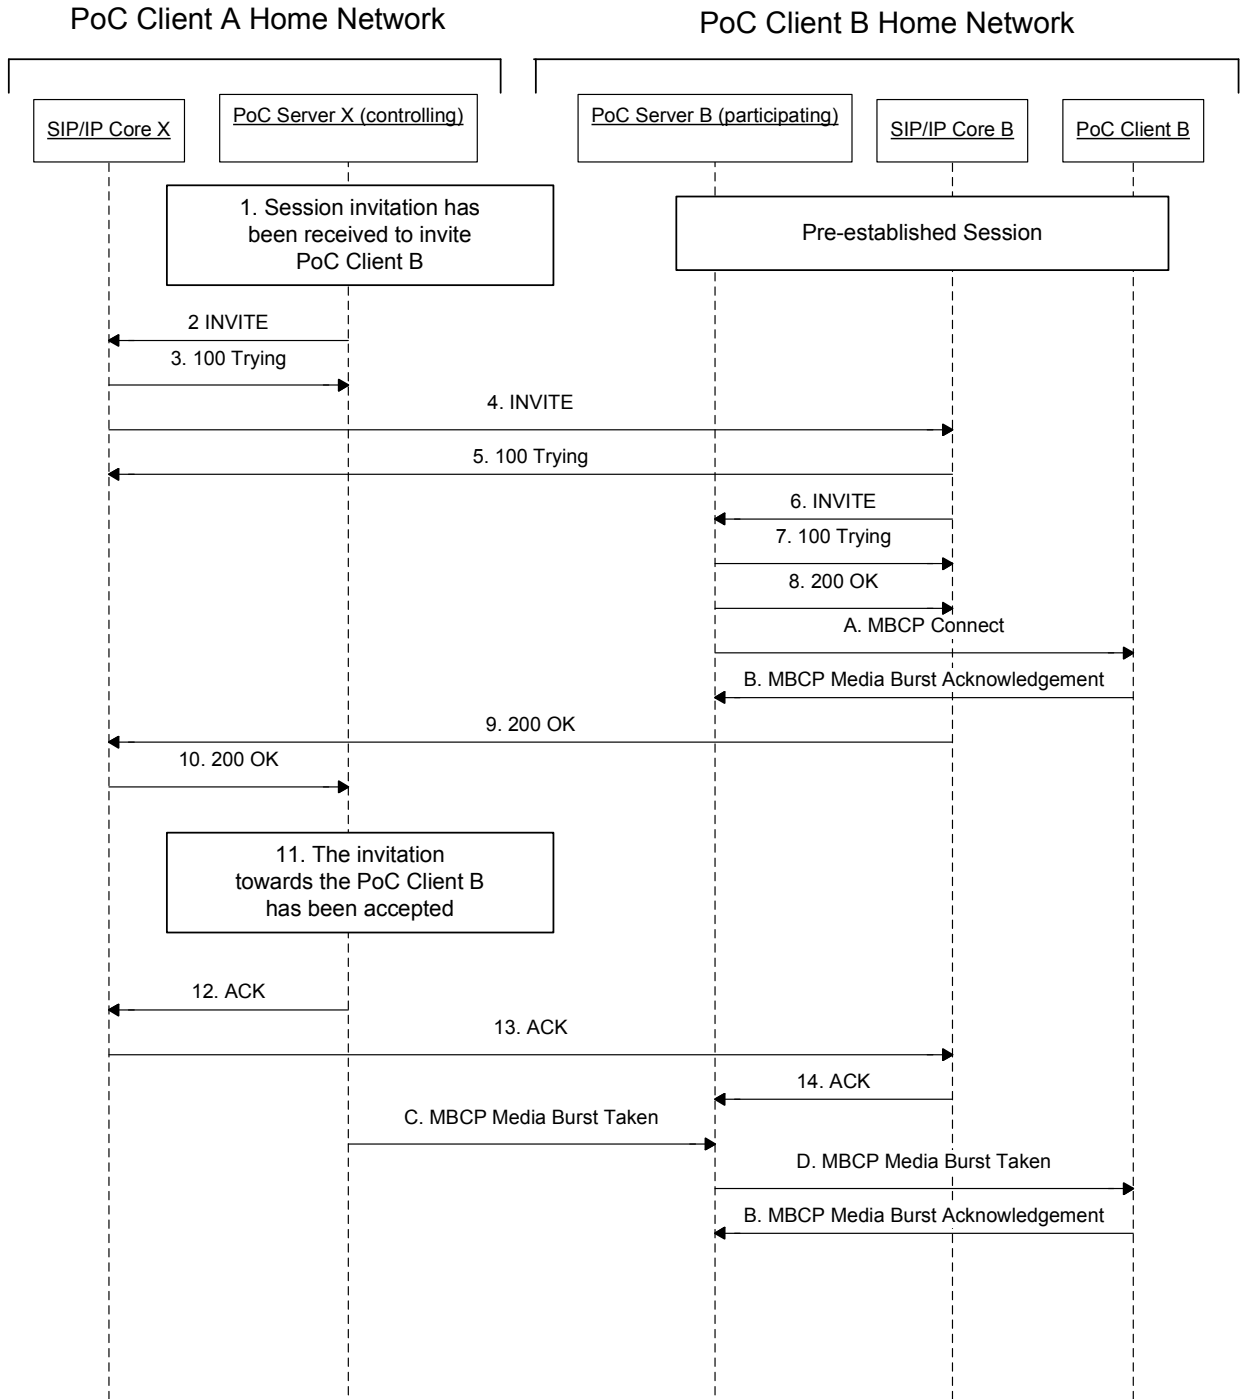 PoC Client A Home Network
PoC Client B Home Network
SIP/IP Core X
PoC Server X (controlling)
PoC Server B (participating)
SIP/IP Core B
PoC Client B
1. Session invitation has
been received to invite
PoC Client B
Pre-established Session
2 INVITE
3. 100 Trying
4. INVITE
5. 100 Trying
6. INVITE
7. 100 Trying
8. 200 OK
A. MBCP Connect
B. MBCP Media Burst Acknowledgement
9. 200 OK
10. 200 OK
11. The invitation
towards the PoC Client B
has been accepted
12. ACK
13. ACK
14. ACK
C. MBCP Media Burst Taken
D. MBCP Media Burst Taken
B. MBCP Media Burst Acknowledgement